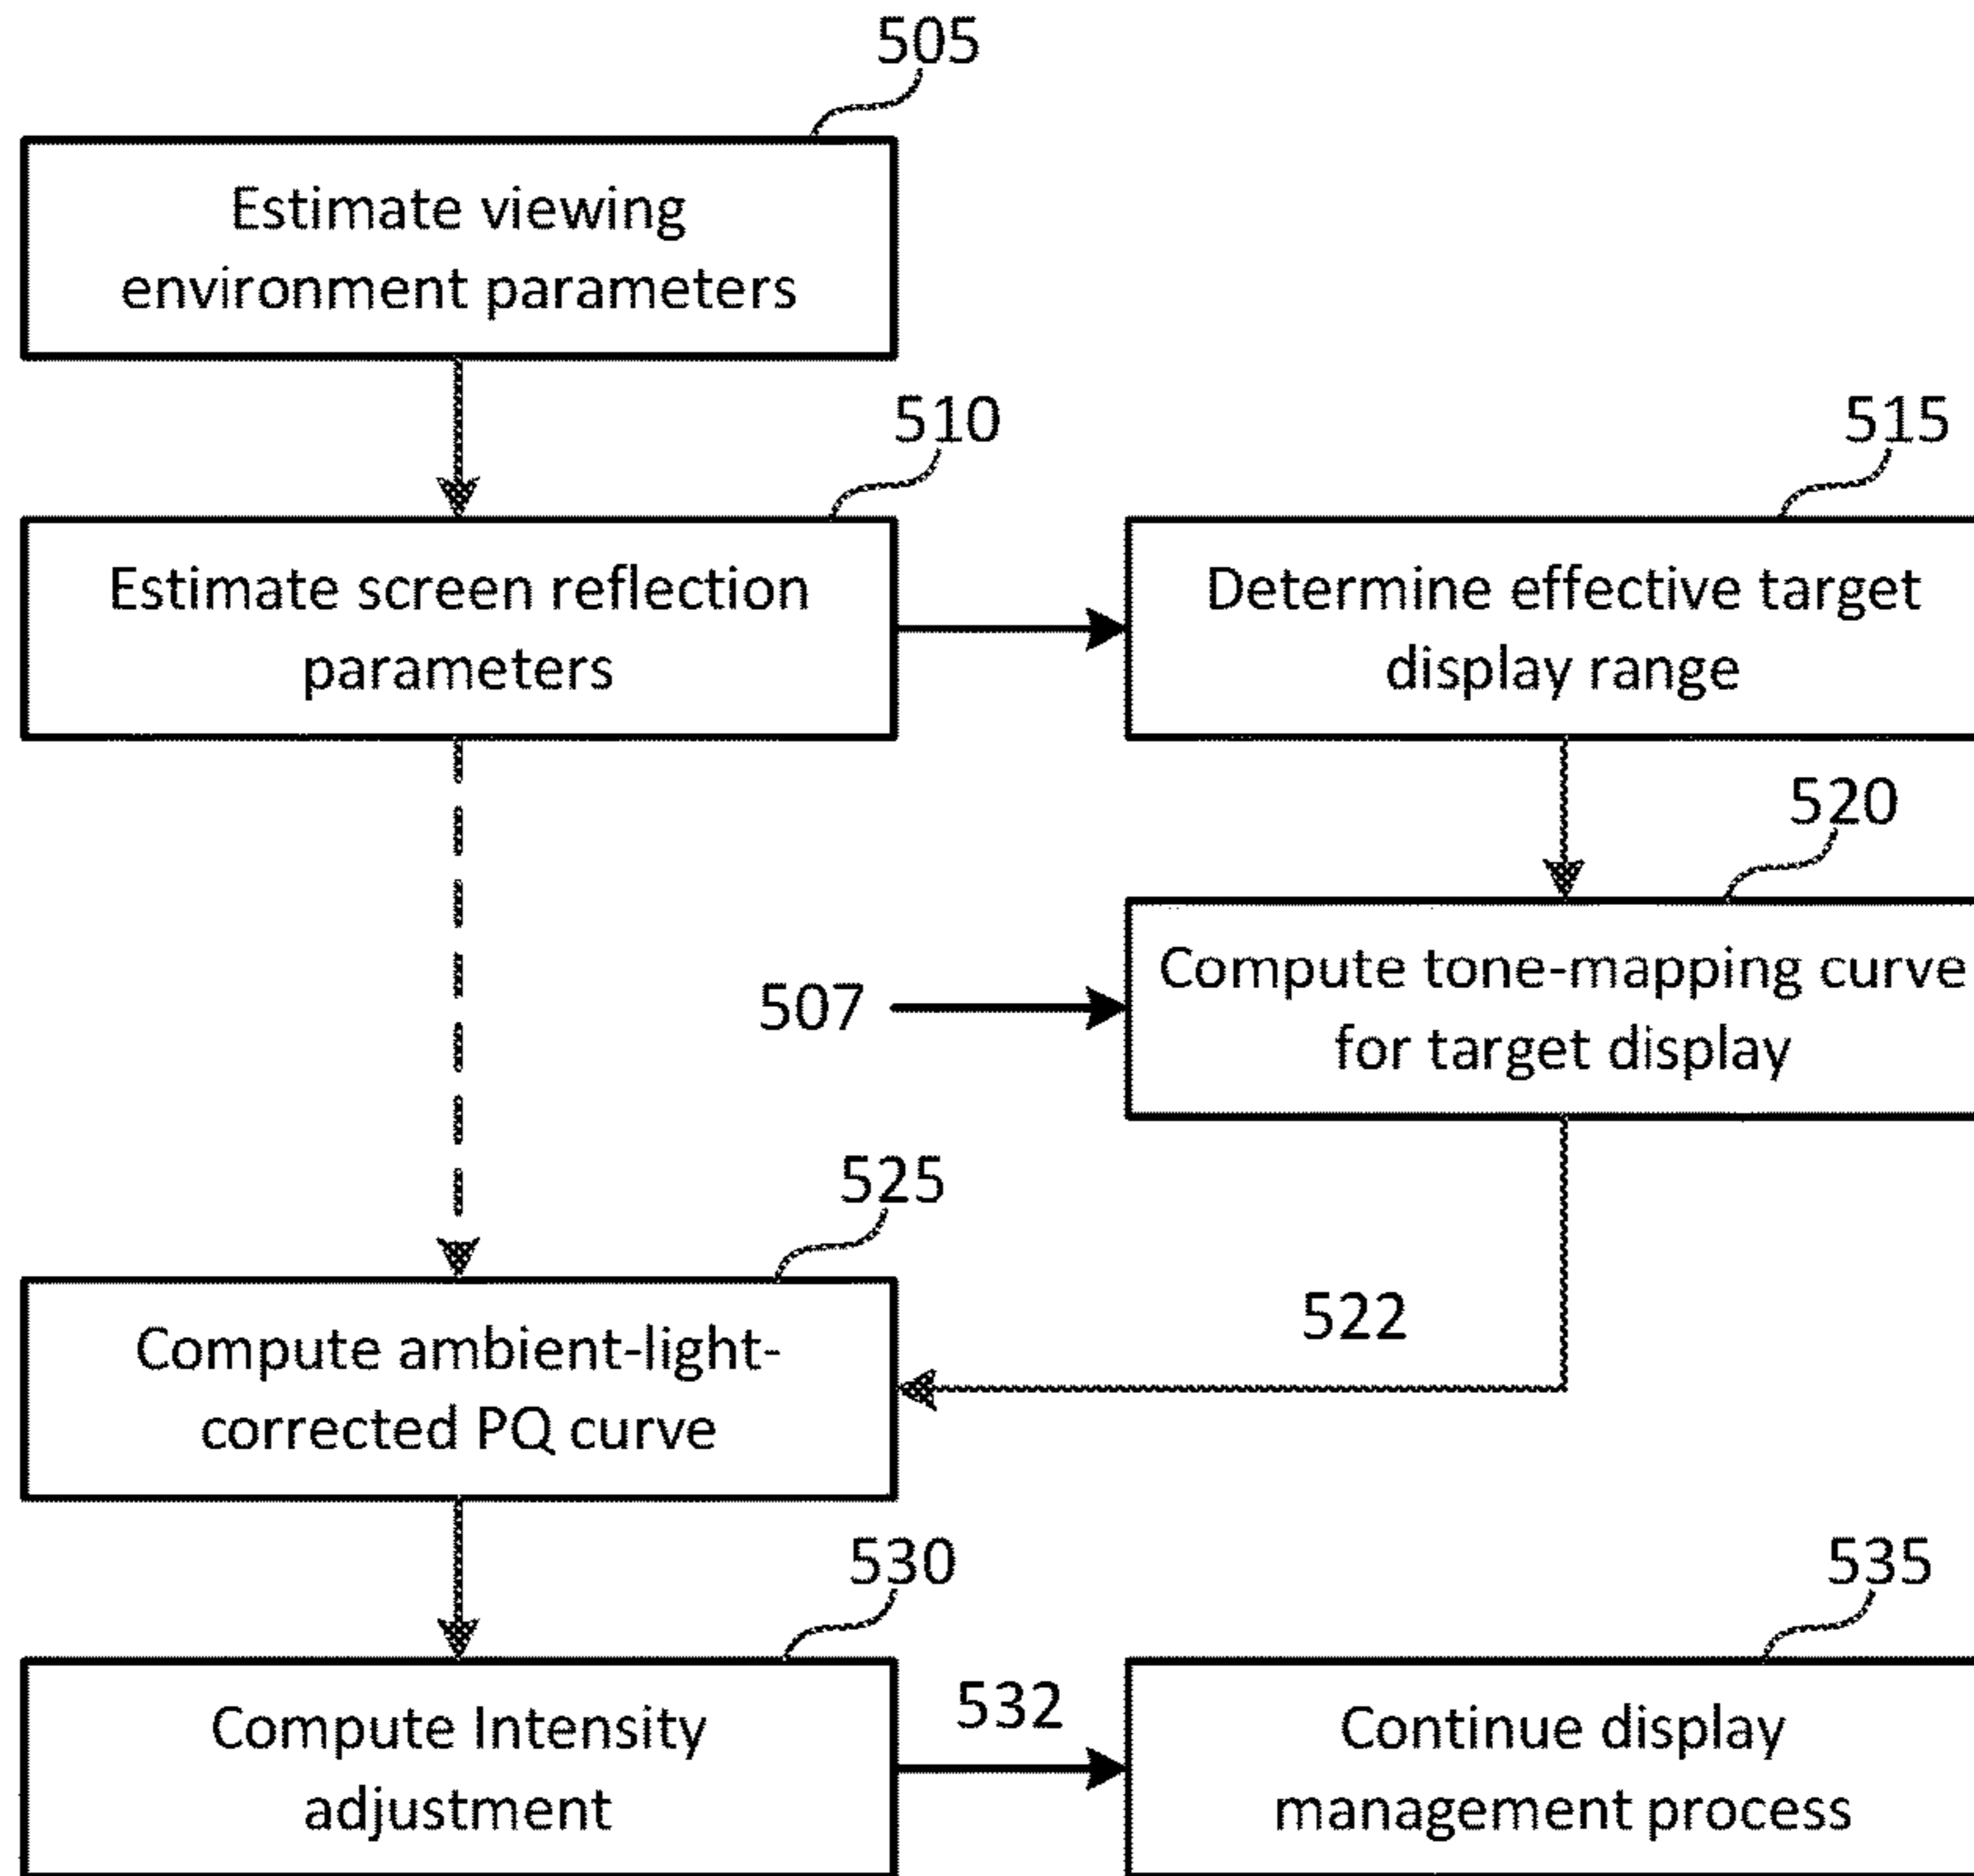 505
Estimate viewing
environment parameters
510
Estimate screen reflection
parameters
515
Determine effective target
display range
520
507
Compute tone-mapping curve
for target display
525
522
Compute ambient-light-
corrected PQ curve
530
Compute Intensity
adjustment
532
535
Continue display
management process